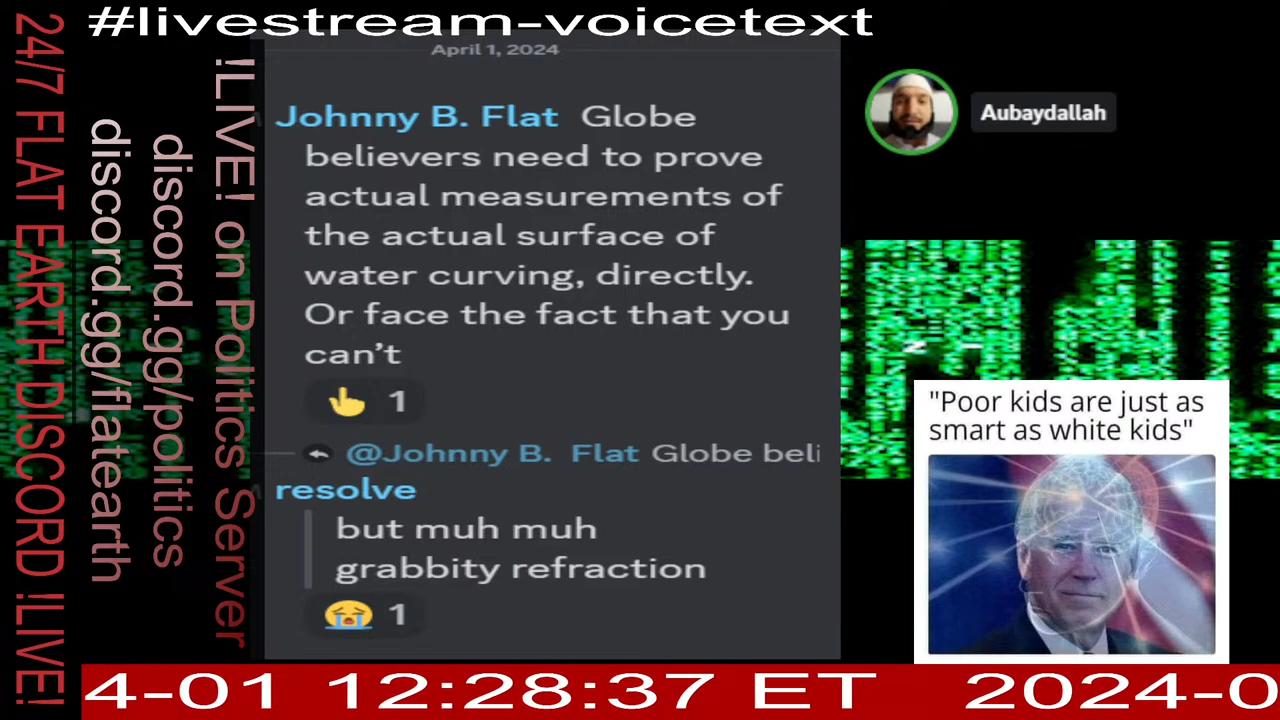 #livestream-voicetext
24/7 FLAT EARTH DISCORD !LIVE!
discord.gg/flatearth
discord.gg/politics
!LIVE! on Politics Server
April 1, 2024
Johnny B. Flat Globe
believers need to prove
actual measurements of
the actual surface of
water curving, directly.
Or face the fact that you
can’t
1
@Johnny B. Flat Globe beli
resolve
but muh muh
grabbity refraction
1
Aubaydallah
"Poor kids are just as
smart as white kids"
4-01 12:28:37 ET 2024-0